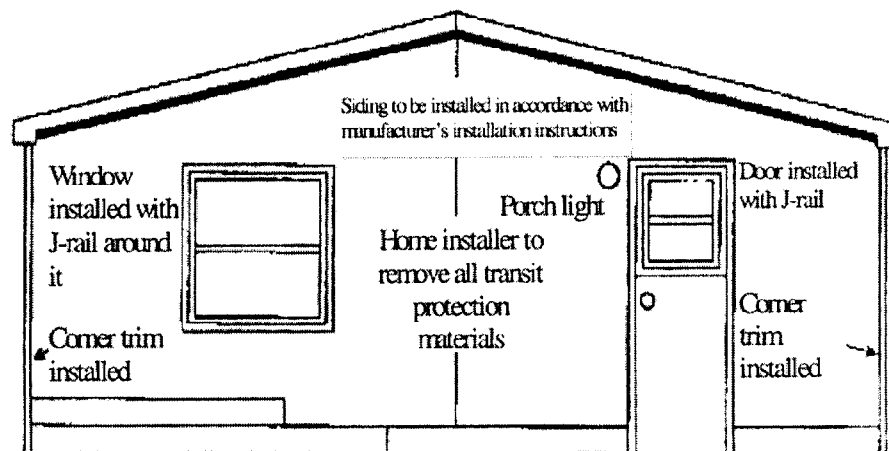 Siding to be installed in accordance with
manufacturer's installation instructions
Window
installed with
J-rail around
it
Porch light
Door installed
with J-rail
Home installer to
remove all transit
protection
materials
Corner trim
installed
Corner
trim
installed